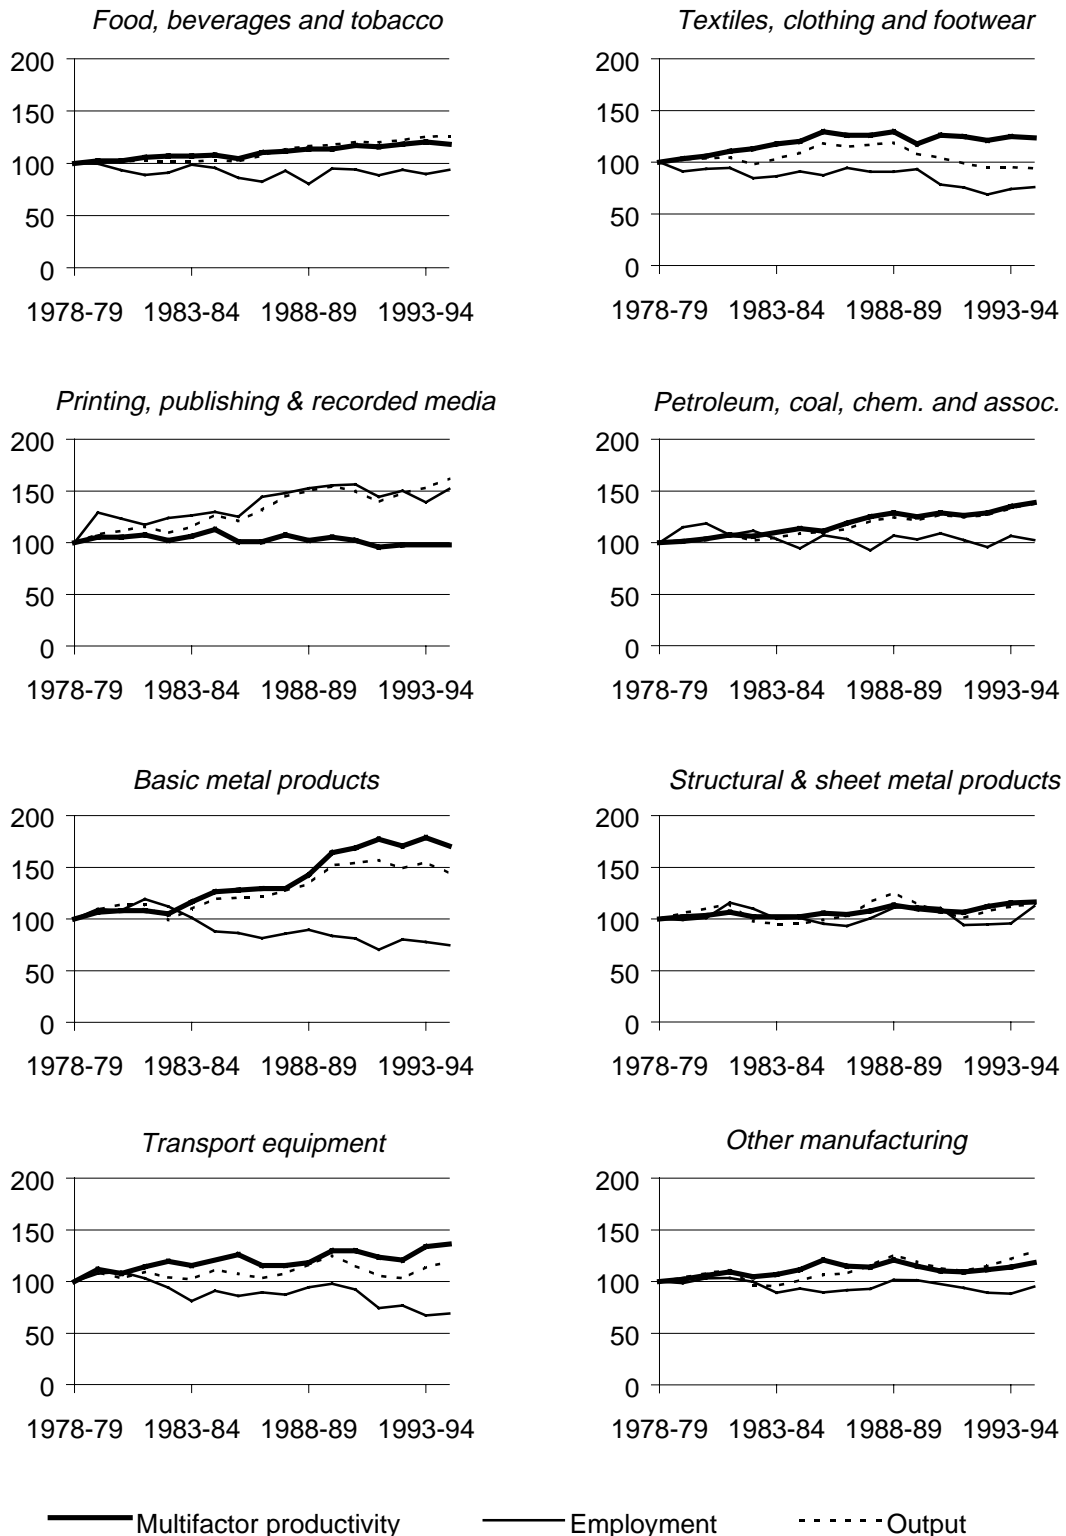 Food, beverages and tobacco
200
150
100
50
0
1978-79 1983-84 1988-89 1993-94
Textiles, clothing and footwear
200
150
100
50
0
1978-79 1983-84 1988-89 1993-94
Printing, publishing & recorded media
200
150
100
50
0
1978-79 1983-84 1988-89 1993-94
Petroleum, coal, chem. and assoc.
200
150
100
50
0
1978-79 1983-84 1988-89 1993-94
Basic metal products
200
150
100
50
0
1978-79 1983-84 1988-89 1993-94
Structural & sheet metal products
200
150
100
50
0
1978-79 1983-84 1988-89 1993-94
Transport equipment
200
150
100
50
0
1978-79 1983-84 1988-89 1993-94
Other manufacturing
200
150
100
50
0
1978-79 1983-84 1988-89 1993-94
Multifactor productivity Employment Output